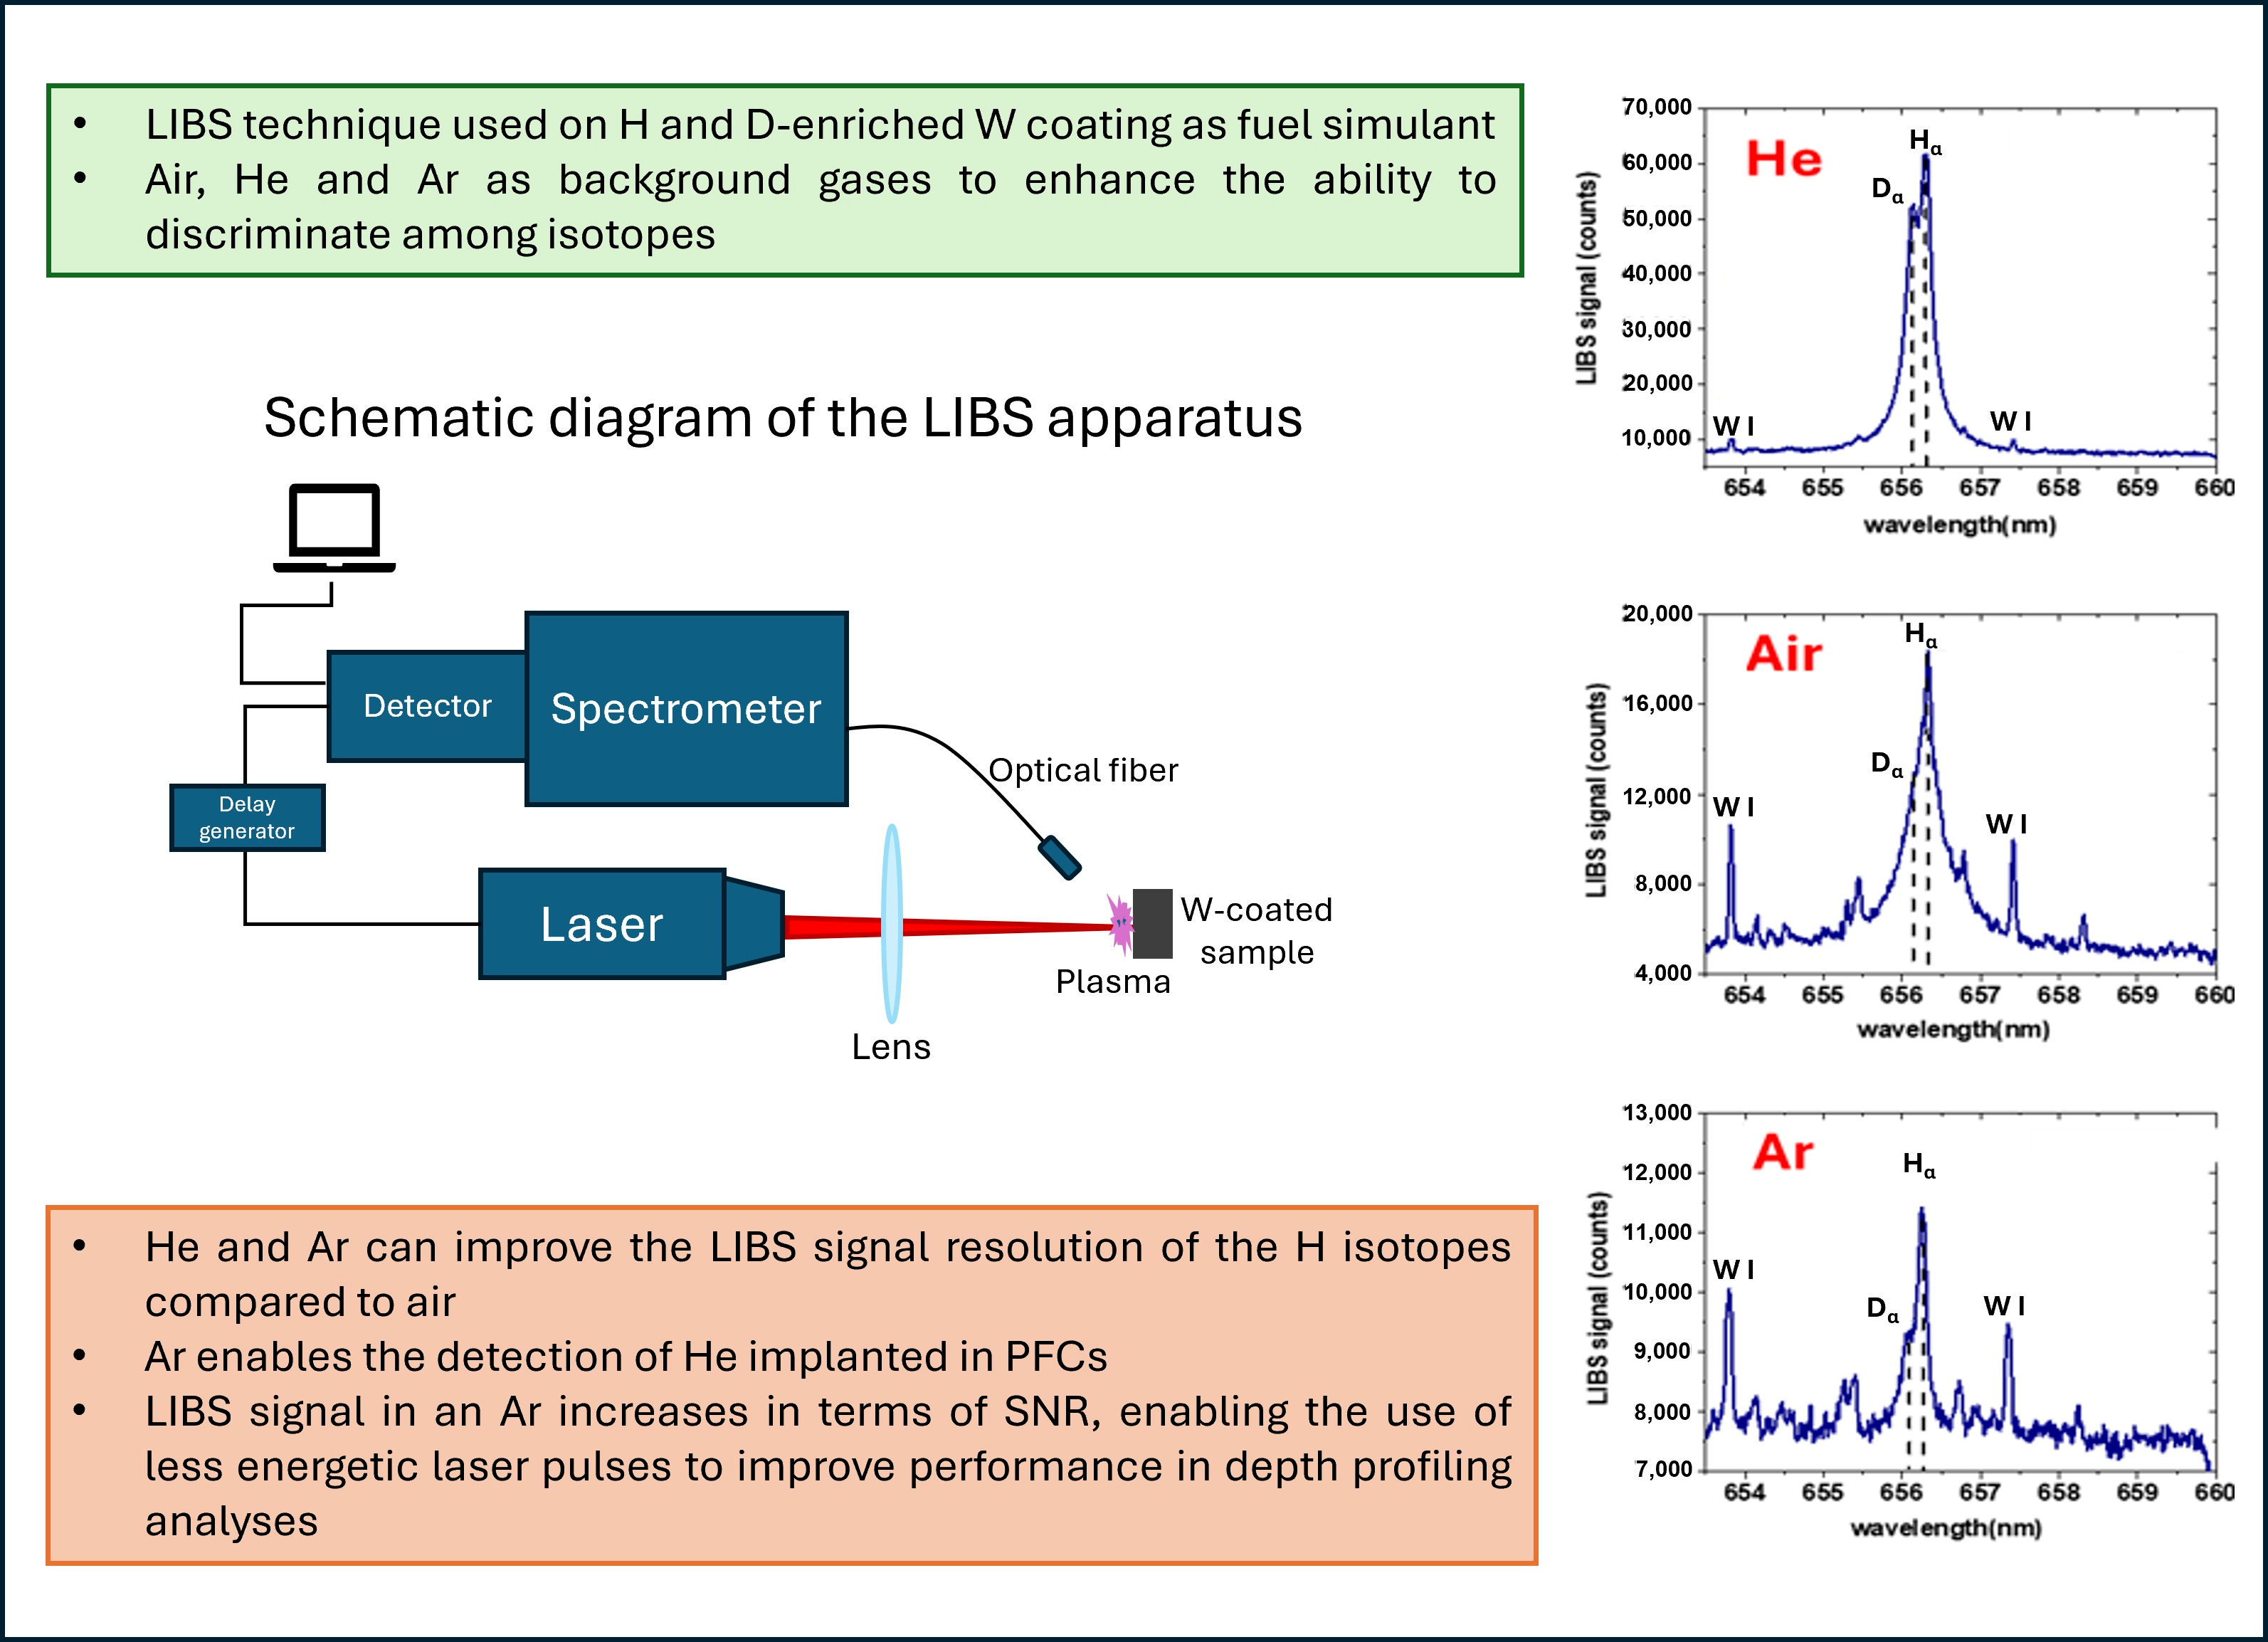 • LIBS technique used on H and D-enriched W coating as fuel simulant
• Air, He and Ar as background gases to enhance the ability to
discriminate among isotopes
Schematic diagram of the LIBS apparatus
Detector
Spectrometer
Optical fiber
Delay
generator
Laser
W-coated
sample
Plasma
Lens
• He and Ar can improve the LIBS signal resolution of the H isotopes
compared to air
• Ar enables the detection of He implanted in PFCs
• LIBS signal in an Ar increases in terms of SNR, enabling the use of
less energetic laser pulses to improve performance in depth profiling
analyses
He
Hα
Dα
W I
W I
LIBS signal (counts)
70,000
60,000
50,000
40,000
30,000
20,000
10,000
654 655 656 657 658 659 660
wavelength(nm)
Air
Hα
Dα
W I
W I
LIBS signal (counts)
20,000
16,000
12,000
8,000
4,000
654 655 656 657 658 659 660
wavelength(nm)
Ar
Hα
W I
Dα
W I
LIBS signal (counts)
13,000
12,000
11,000
10,000
9,000
8,000
7,000
654 655 656 657 658 659 660
wavelength(nm)